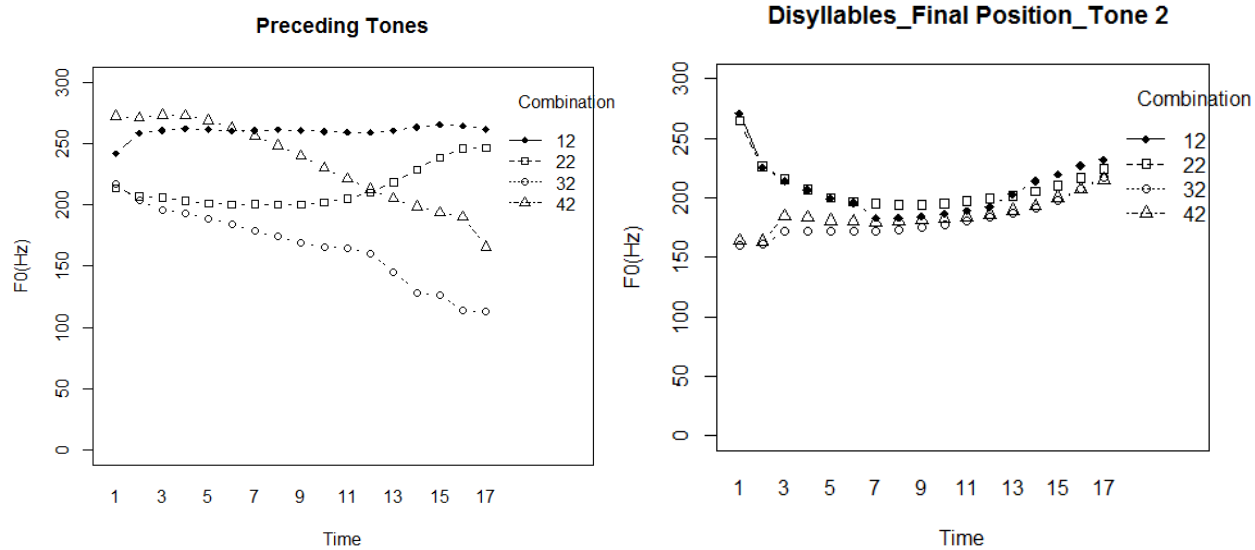 Preceding Tones
300
250
200
150
100
50
0
F0(Hz)
Combination
12
22
32
42
1 3 5 7 9 11 13 15 17
Time
Disyllables_Final Position_Tone 2
300
250
200
150
100
50
0
F0(Hz)
Combination
12
22
32
42
1 3 5 7 9 11 13 15 17
Time